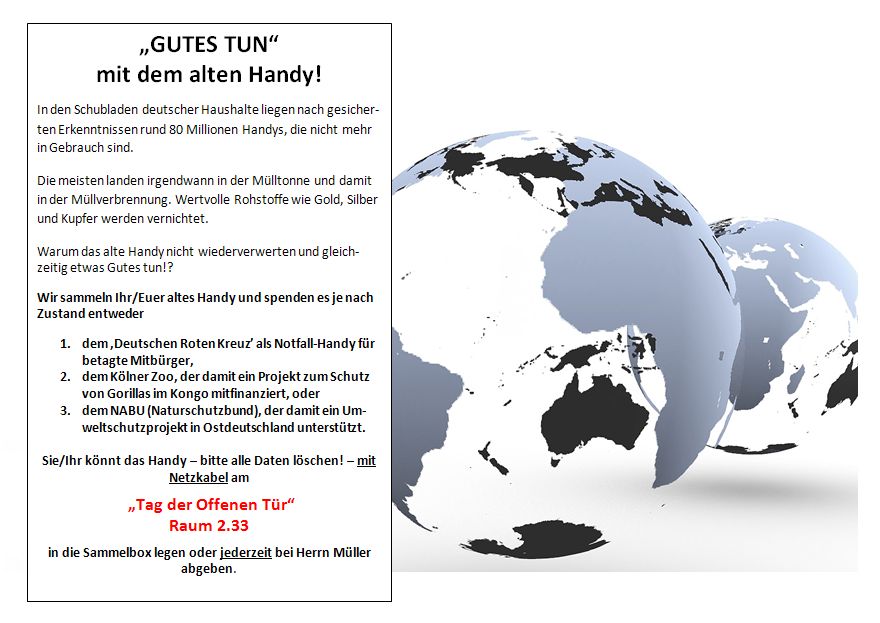 „GUTES TUN“
mit dem alten Handy!
In den Schubladen deutscher Haushalte liegen nach gesicher-
ten Erkenntnissen rund 80 Millionen Handys, die nicht mehr
in Gebrauch sind.
Die meisten landen irgendwann in der Mülltonne und damit
in der Müllverbrennung. Wertvolle Rohstoffe wie Gold, Silber
und Kupfer werden vernichtet.
Warum das alte Handy nicht wiederverwerten und gleich-
zeitig etwas Gutes tun!?
Wir sammeln Ihr/Euer altes Handy und spenden es je nach
Zustand entweder
1. dem ‚Deutschen Roten Kreuz’ als Notfall-Handy für
betagte Mitbürger,
2. dem Kölner Zoo, der damit ein Projekt zum Schutz
von Gorillas im Kongo mitfinanziert, oder
3. dem NABU (Naturschutzbund), der damit ein Um-
weltschutzprojekt in Ostdeutschland unterstützt.
Sie/Ihr könnt das Handy – bitte alle Daten löschen! – mit
Netzkabel am
„Tag der Offenen Tür“
Raum 2.33
in die Sammelbox legen oder jederzeit bei Herrn Müller
abgeben.